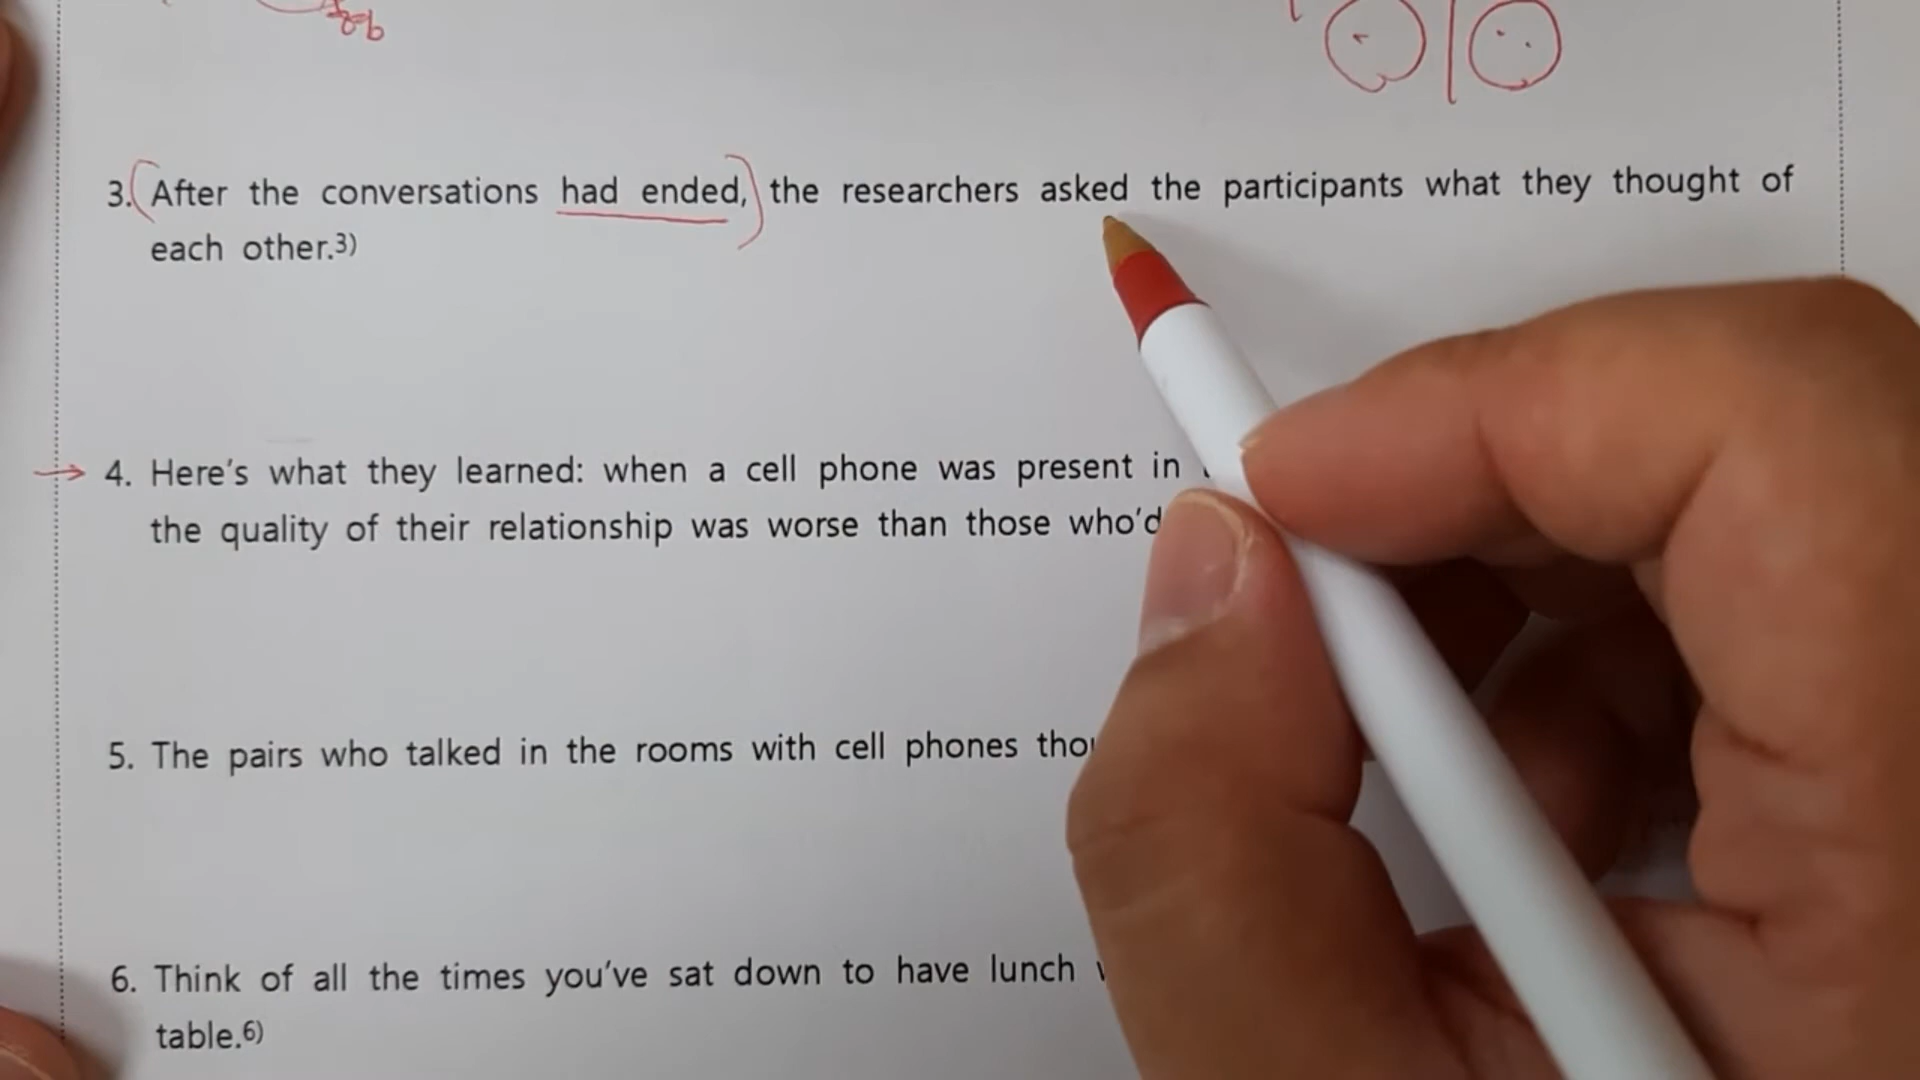 3. After the conversations had ended, the researchers asked the participants what they thought of
each other.3)
4. Here's what they learned: when a cell phone was present in
the quality of their relationship was worse than those who'd
5. The pairs who talked in the rooms with cell phones
6. Think of all the times you've sat down to have lunch
table.6)